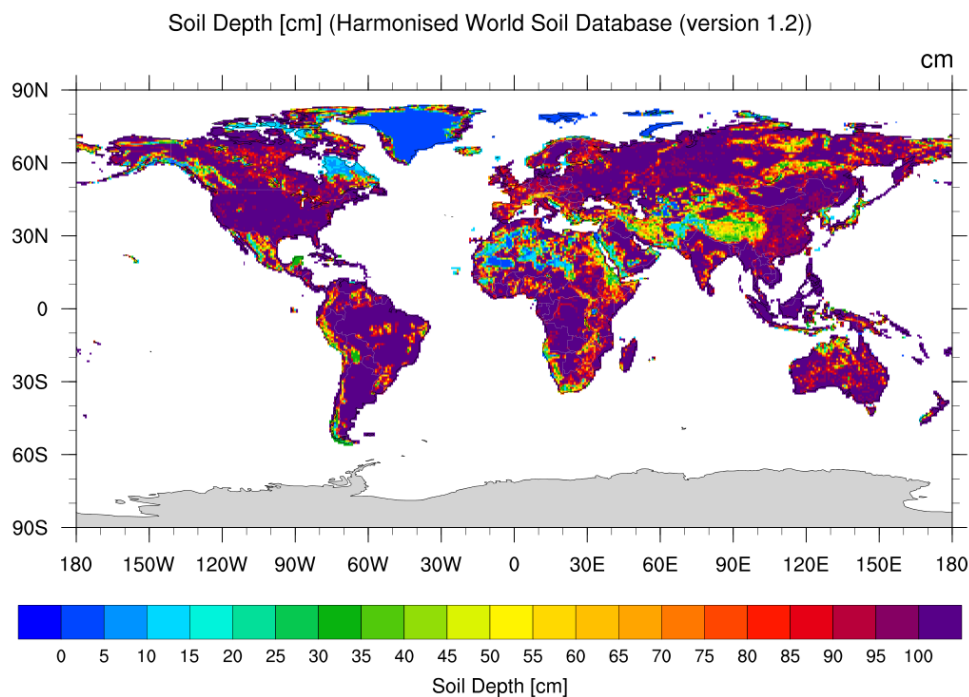 Soil Depth [cm] (Harmonised World Soil Database (version 1.2))
cm
90N
60N
30N
0
30S
60S
90S
180 150W 120W 90W 60W 30W 0 30E 60E 90E 120E 150E 180
0 5 10 15 20 25 30 35 40 45 50 55 60 65 70 75 80 85 90 95 100
Soil Depth [cm]